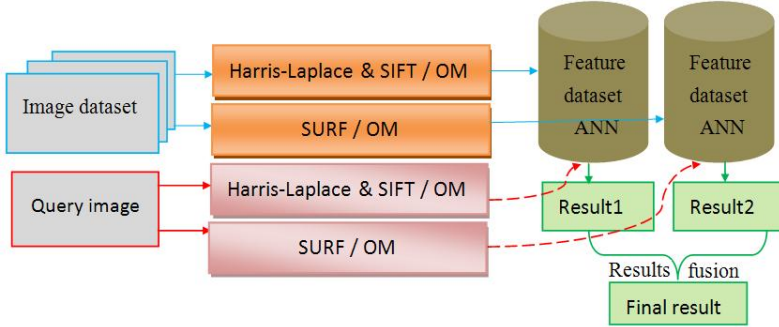 Image dataset
Harris-Laplace & SIFT / OM
SURF / OM
Feature
dataset
ANN
Feature
dataset
ANN
Query image
Harris-Laplace & SIFT / OM
SURF / OM
Result1
Result2
Results fusion
Final result